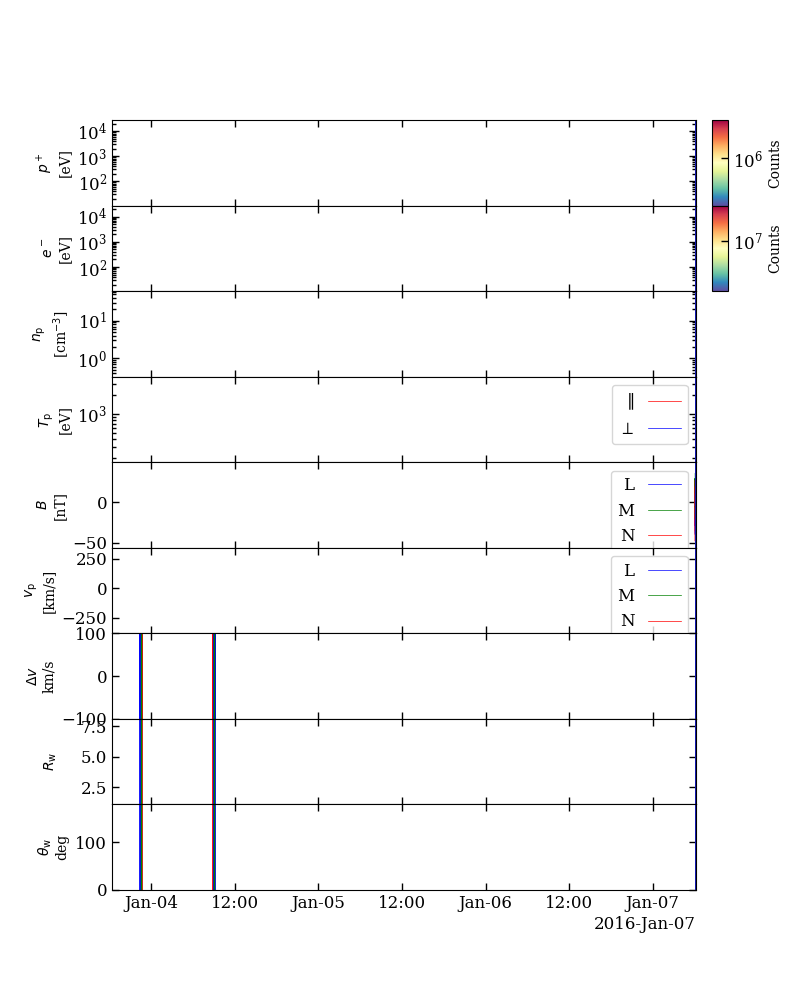 p⁺
[eV]
10⁴
10³
10²
10⁶
Counts
e⁻
[eV]
10⁴
10³
10²
10⁷
Counts
nₚ
[cm⁻³]
10¹
10⁰
Tₚ
[eV]
10³
∥
⊥
B
[nT]
0
−50
L
M
N
vₚ
[km/s]
250
0
−250
L
M
N
Δv
km/s
100
0
−100
R_w
7.5
5.0
2.5
θ_w
deg
100
0
Jan-04 12:00 Jan-05 12:00 Jan-06 12:00 Jan-07
2016-Jan-07